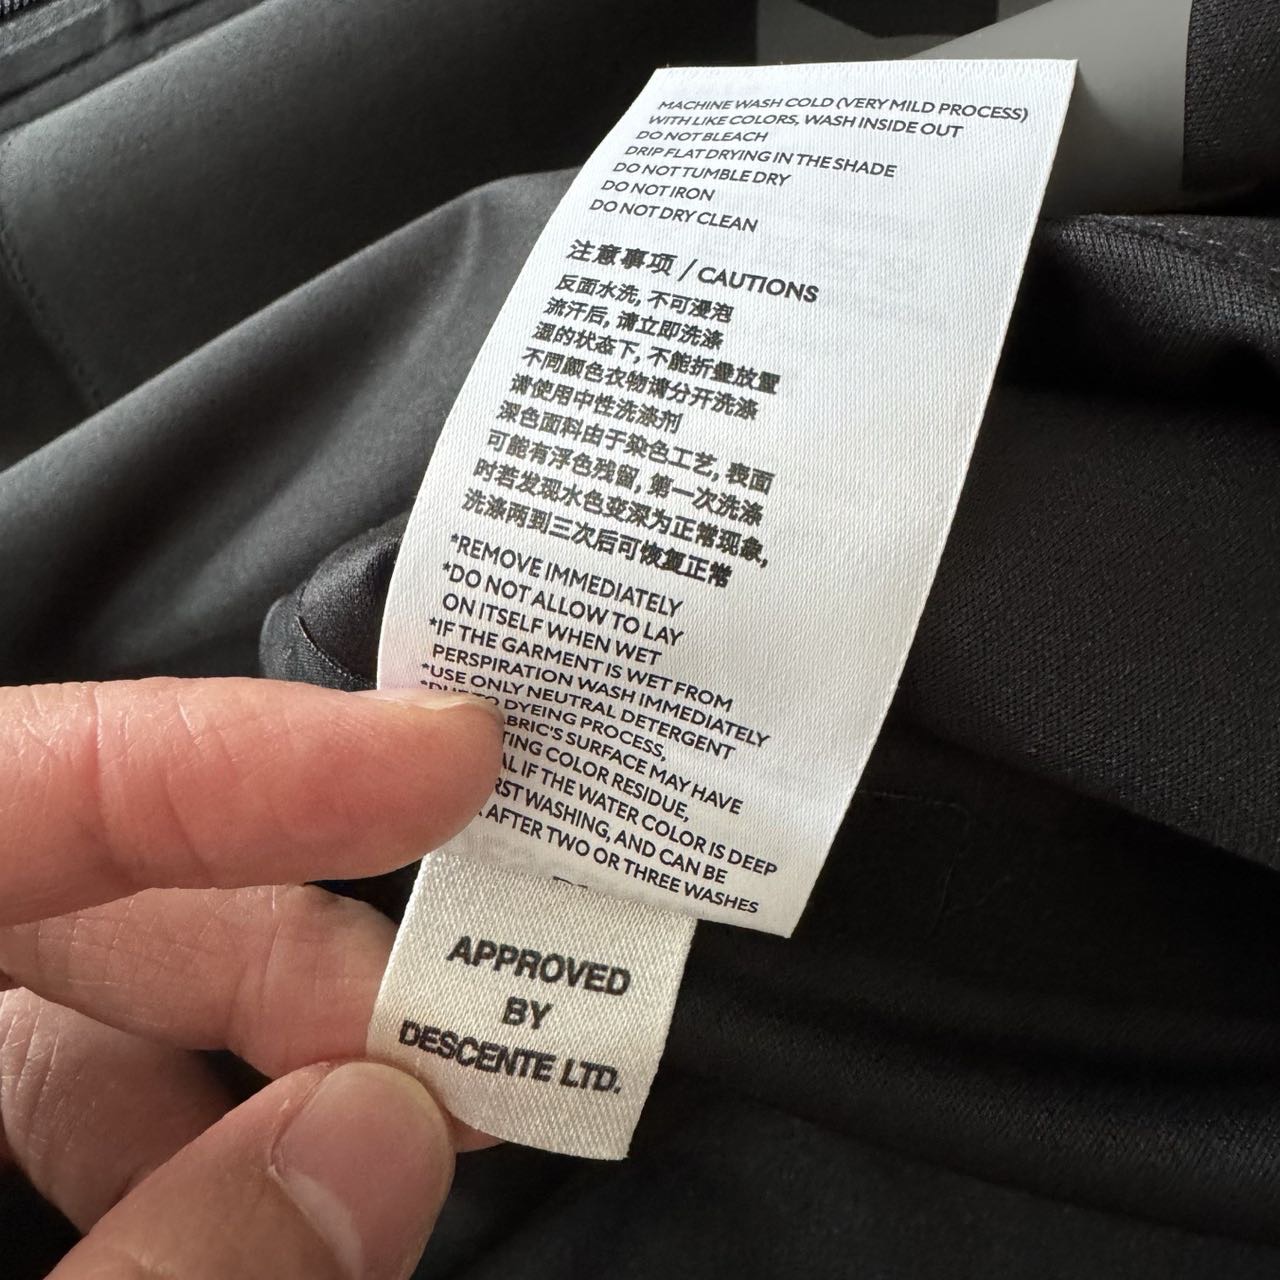 MACHINE WASH COLD (VERY MILD PROCESS)
WITH LIKE COLORS, WASH INSIDE OUT
DO NOT BLEACH
DRIP FLAT DRYING IN THE SHADE
DO NOT TUMBLE DRY
DO NOT IRON
DO NOT DRY CLEAN
注意事项 / CAUTIONS
反面水洗, 不可浸泡
流汗后, 请立即洗涤
湿的状态下, 不能折叠放置
不同颜色衣物请分开洗涤
请使用中性洗涤剂
深色面料由于染色工艺, 表面
可能有浮色残留, 第一次洗涤
时若发现水色变深为正常现象,
洗涤两到三次后可恢复正常
*REMOVE IMMEDIATELY
*DO NOT ALLOW TO LAY
ON ITSELF WHEN WET
*IF THE GARMENT IS WET FROM
PERSPIRATION WASH IMMEDIATELY
*USE ONLY NEUTRAL DETERGENT
TO DYEING PROCESS,
SURFACE MAY HAVE
COLOR RESIDUE,
IF THE WATER COLOR IS DEEP
WASHING, AND CAN BE
AFTER TWO OR THREE WASHES
APPROVED
BY
DESCENTE LTD.